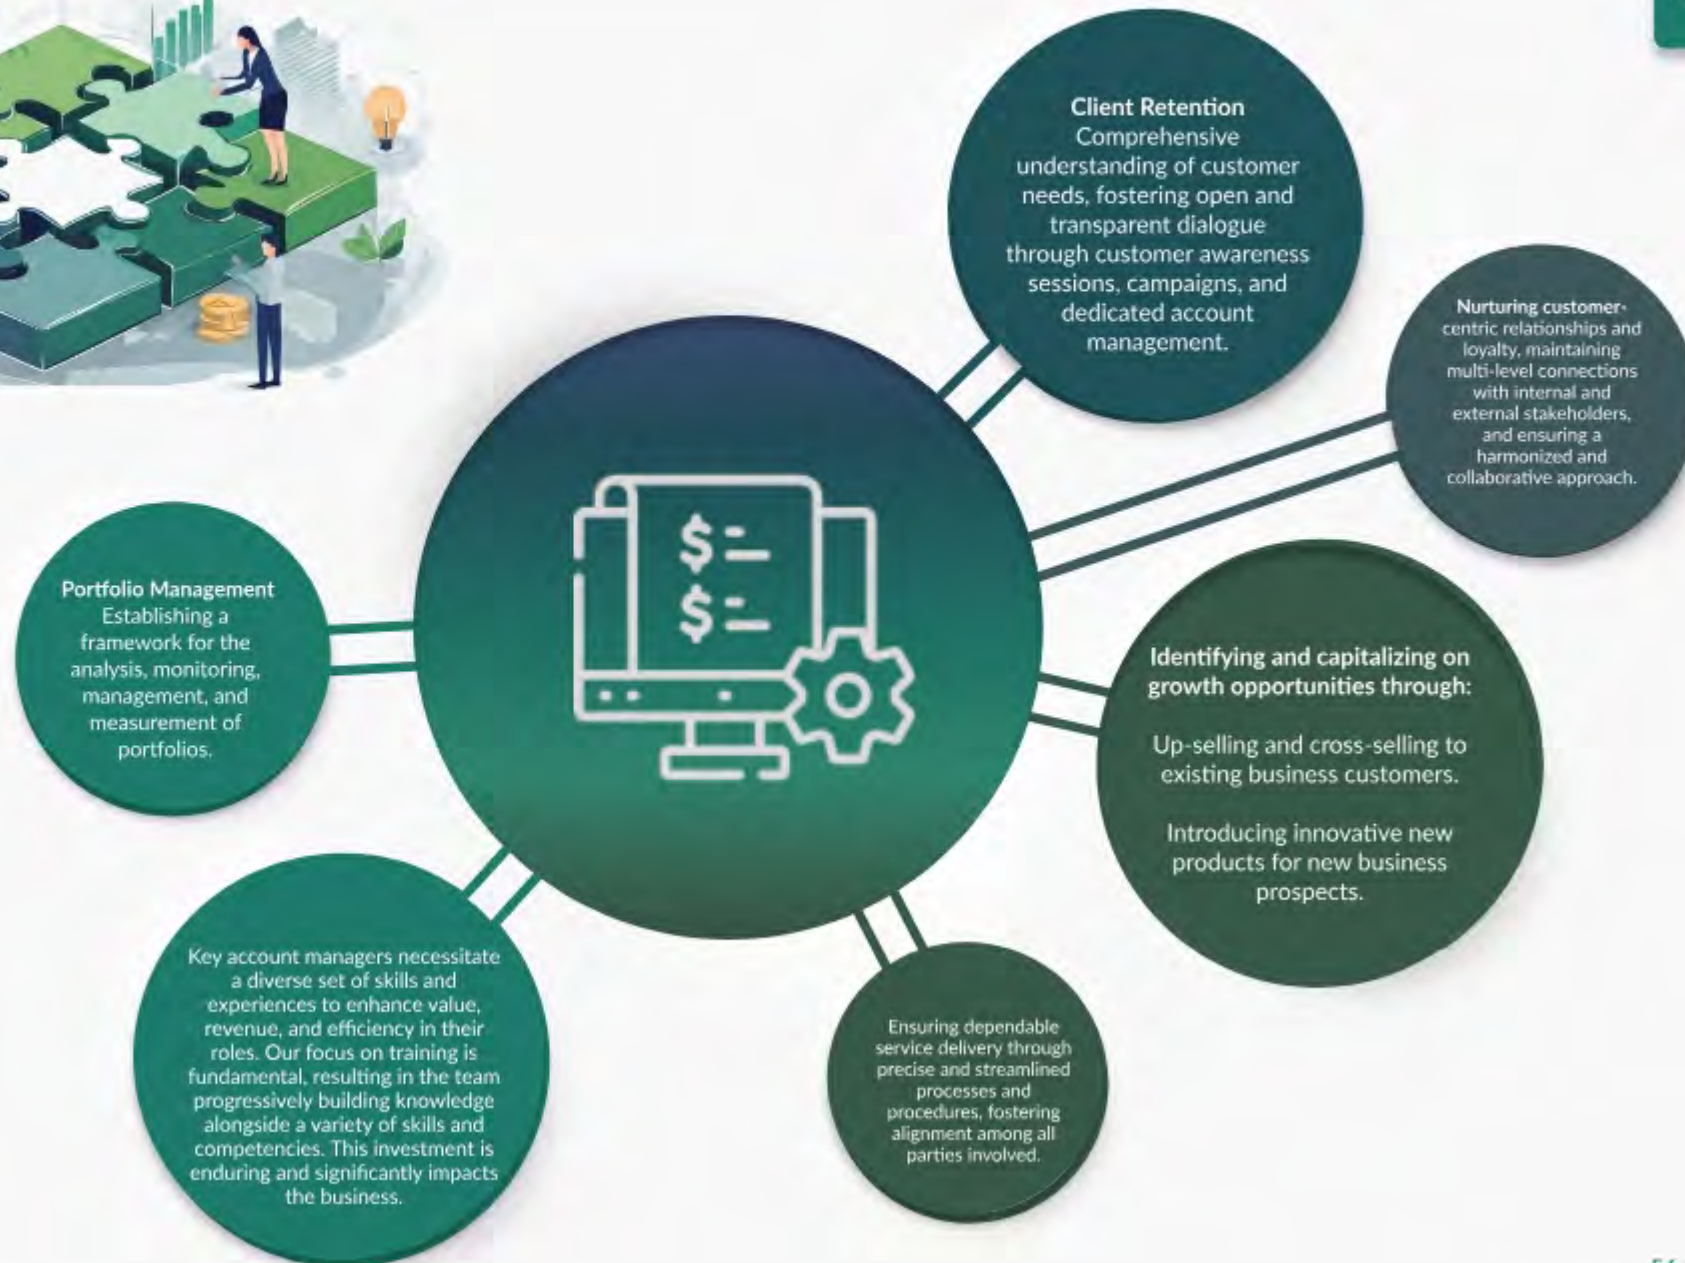 Client Retention
Comprehensive
understanding of customer
needs, fostering open and
transparent dialogue
through customer awareness
sessions, campaigns, and
dedicated account
management.
Nurturing customer-
centric relationships and
loyalty, maintaining
multi-level connections
with internal and
external stakeholders,
and ensuring a
harmonized and
collaborative approach.
$
$
Portfolio Management
Establishing a
framework for the
analysis, monitoring,
management, and
measurement of
portfolios.
Identifying and capitalizing on
growth opportunities through:
Up-selling and cross-selling to
existing business customers.
Introducing innovative new
products for new business
prospects.
Key account managers necessitate
a diverse set of skills and
experiences to enhance value,
revenue, and efficiency in their
roles. Our focus on training is
fundamental, resulting in the team
progressively building knowledge
alongside a variety of skills and
competencies. This investment is
enduring and significantly impacts
the business.
Ensuring dependable
service delivery through
precise and streamlined
processes and
procedures, fostering
alignment among all
parties involved.